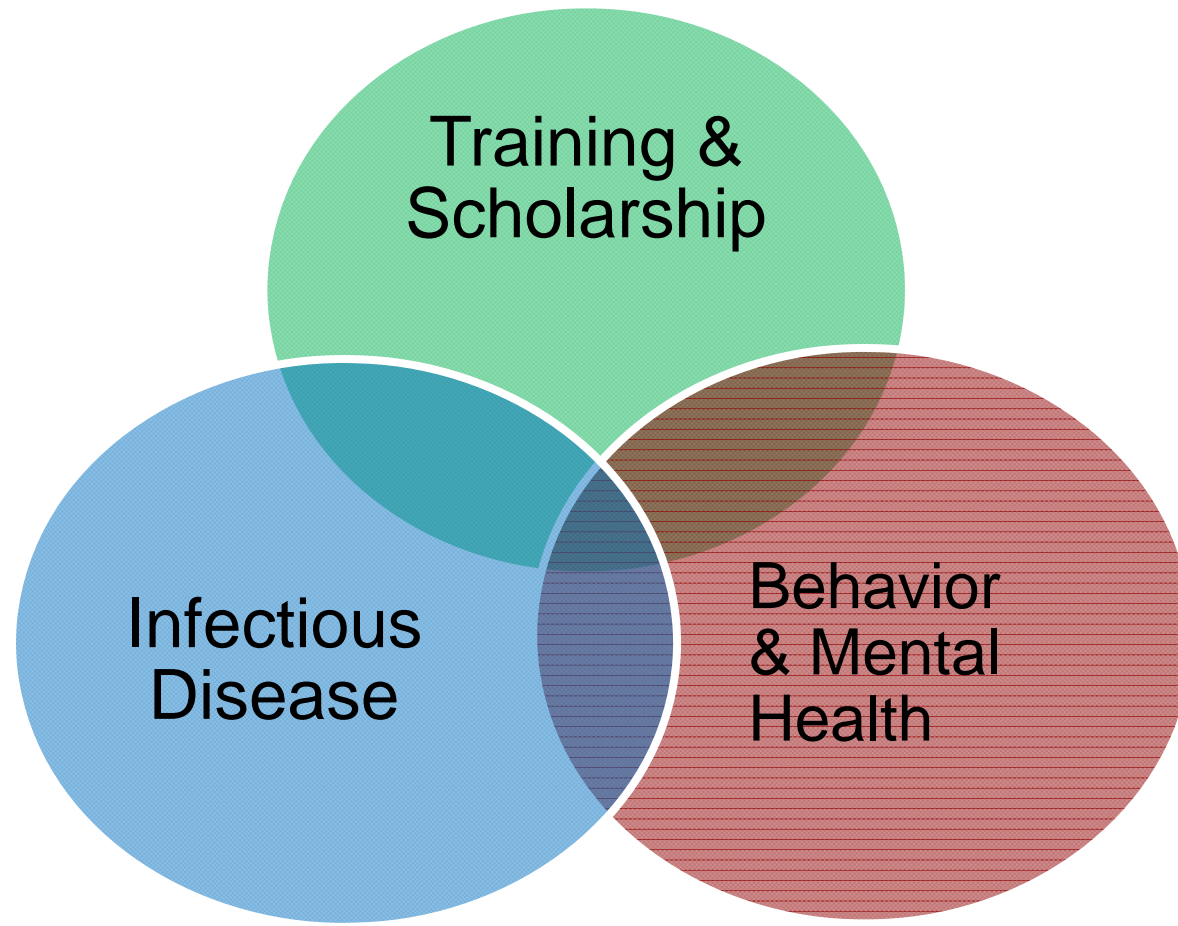 Training &
Scholarship
Infectious
Disease
Behavior
& Mental
Health